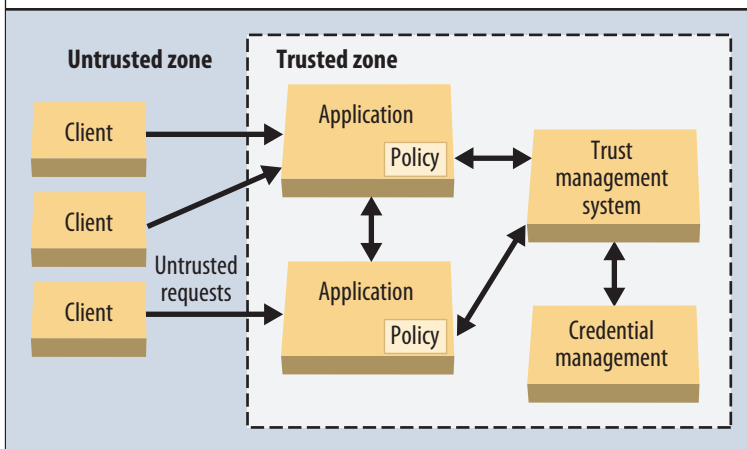 Untrusted zone
Trusted zone
Client
Client
Client
Untrusted
requests
Application
Policy
Application
Policy
Trust
management
system
Credential
management